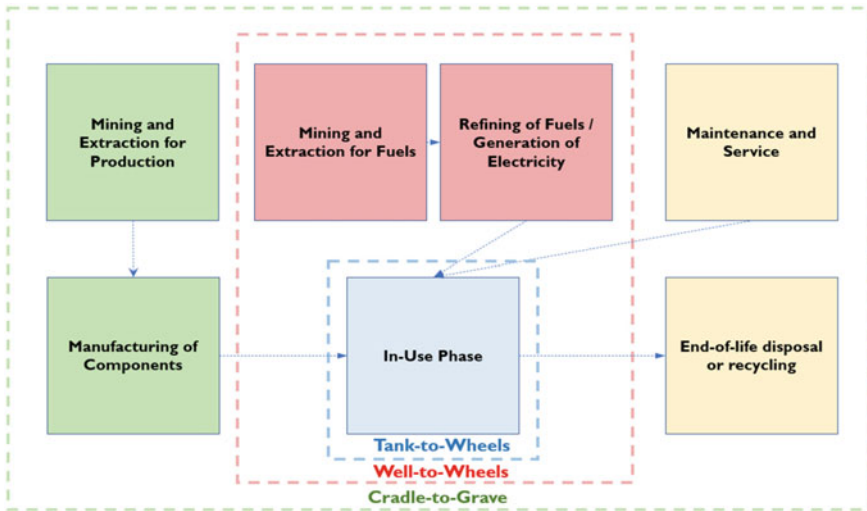 Mining and
Extraction for
Production
Mining and
Extraction for Fuels
Refining of Fuels /
Generation of
Electricity
Maintenance and
Service
Manufacturing of
Components
In-Use Phase
End-of-life disposal
or recycling
Tank-to-Wheels
Well-to-Wheels
Cradle-to-Grave